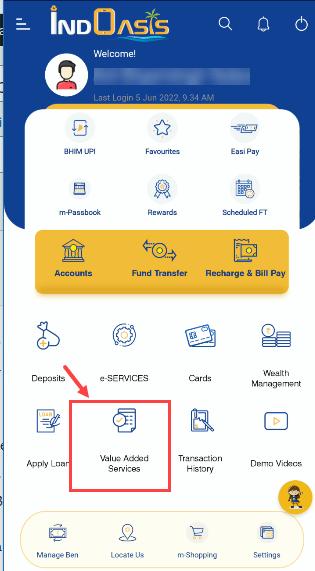 INDOASIS
Welcome!
Last Login 5 Jun 2022, 9.34 AM
BHIM UPI Favourites Easi Pay
m-Passbook Rewards Scheduled FT
Accounts Fund Transfer Recharge & Bill Pay
Deposits e-SERVICES Cards Wealth
Management
Apply Loan Value Added Transaction Demo Videos
Services History
Manage Ben Locate Us m-Shopping Settings